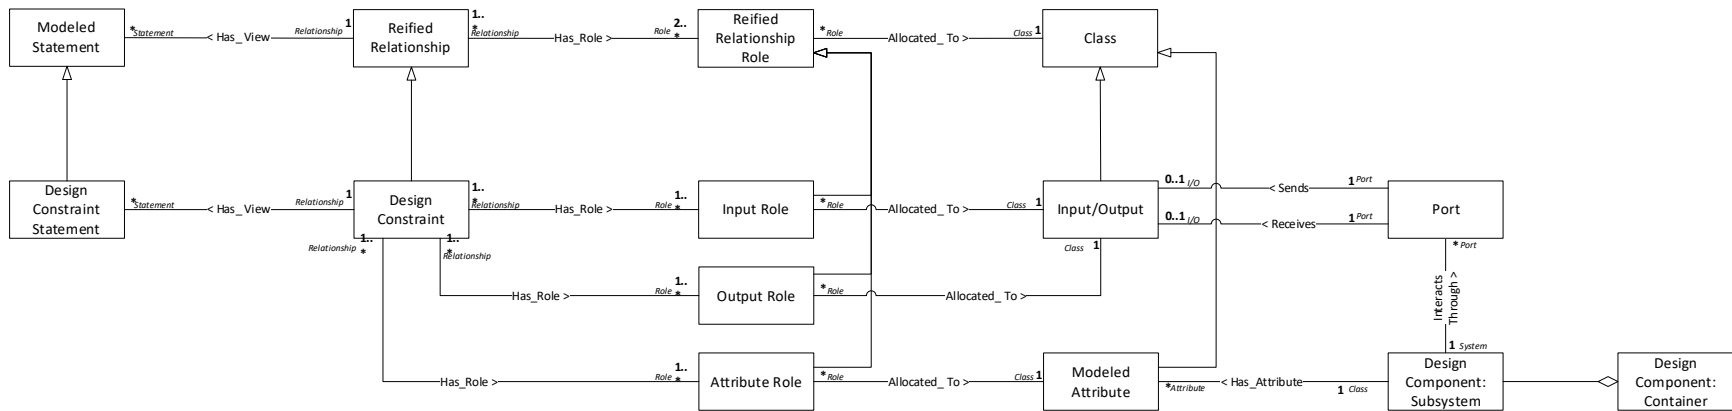 Modeled
Statement
*Statement
< Has_View
Relationship
1
Reified
Relationship
1..
*
Relationship
Has_Role >
Role
2..
*
Reified
Relationship
Role
*Role
Allocated_ To >
Class
1
Class
Design
Constraint
Statement
*Statement
< Has_View
Relationship
1
Design
Constraint
1..
*
Relationship
Has_Role >
Role
1..
*
Input Role
*Role
Allocated_ To >
Class
1
Input/Output
0..1 I/O
< Sends
1 Port
0..1 I/O
< Receives
1 Port
Port
Relationship
1..
*
1..
*
Relationship
Has_Role >
Role
1..
*
Output Role
*Role
Allocated_ To >
Class
1
* Port
Interacts
Through >
1 System
Has_Role >
Role
1..
*
Attribute Role
*Role
Allocated_ To >
Class
1
Modeled
Attribute
*Attribute
< Has_Attribute
1 Class
Design
Component:
Subsystem
Design
Component:
Container